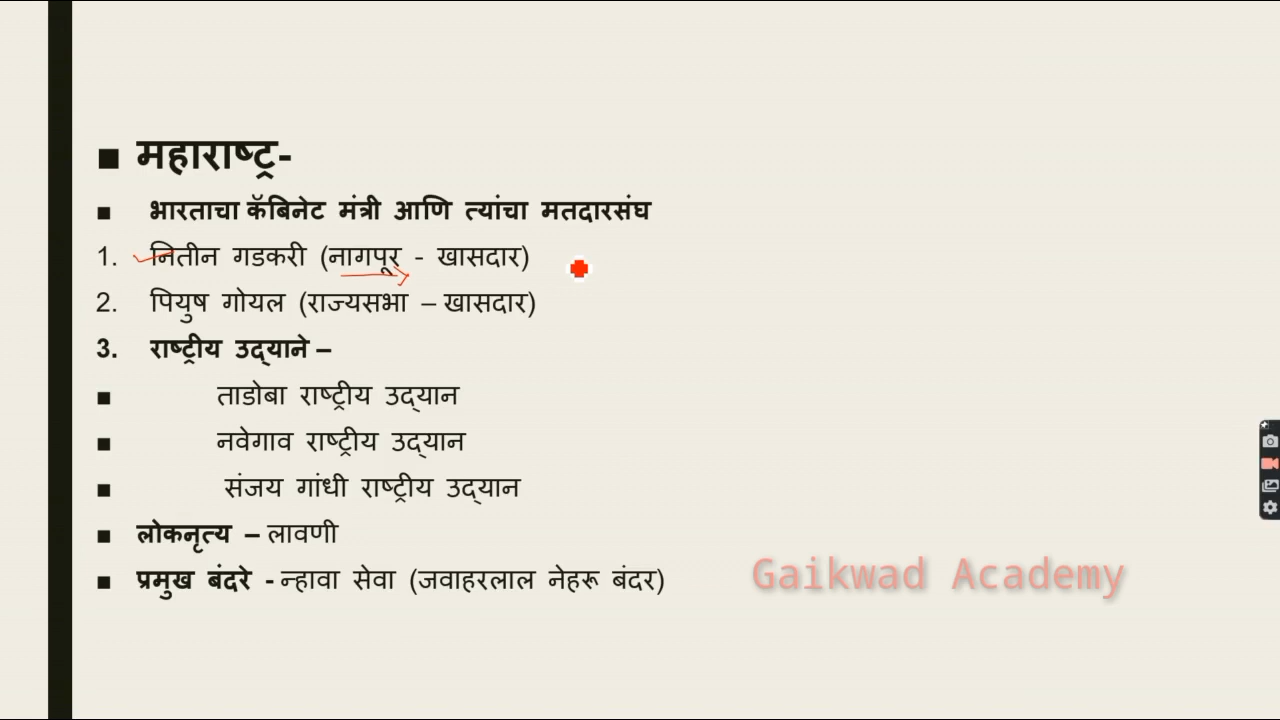 ■ महाराष्ट्र-
■ भारताचा कॅबिनेट मंत्री आणि त्यांचा मतदारसंघ
1. नितीन गडकरी (नागपूर - खासदार)
2. पियुष गोयल (राज्यसभा – खासदार)
3. राष्ट्रीय उद्याने –
■ ताडोबा राष्ट्रीय उद्यान
■ नवेगाव राष्ट्रीय उद्यान
■ संजय गांधी राष्ट्रीय उद्यान
■ लोकनृत्य – लावणी
■ प्रमुख बंदरे - न्हावा सेवा (जवाहरलाल नेहरू बंदर)
Gaikwad Academy